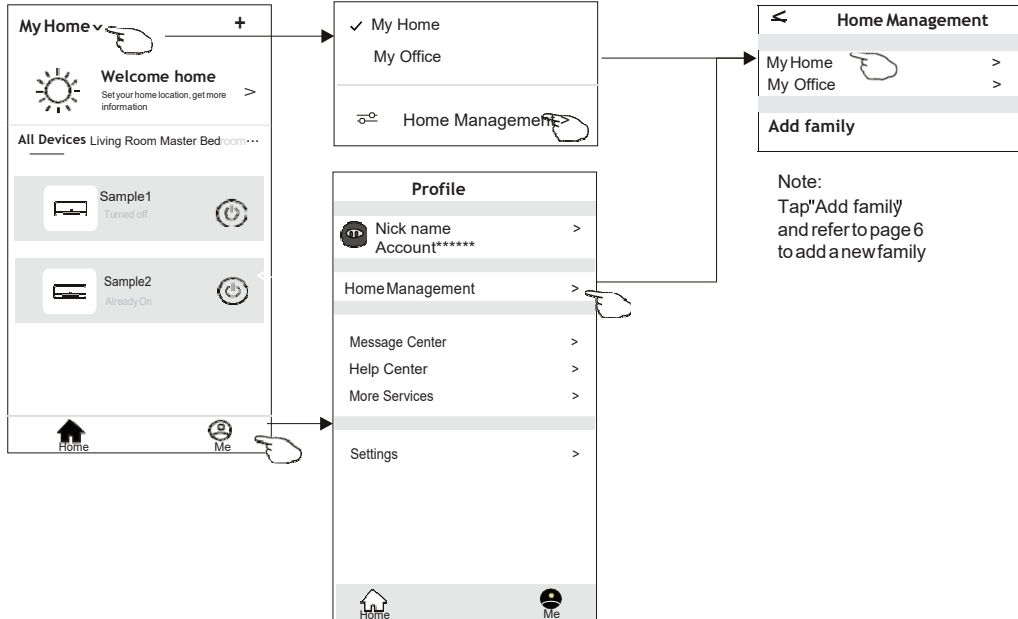 My Home
+
Welcome home
Set your home location, get more
information
>
All Devices Living Room Master Bedroom...
Sample1
Turned off
Sample2
Already On
<
Home
Me
✓ My Home
My Office
Home Management >
Profile
Nick name
Account******
>
Home Management >
Message Center >
Help Center >
More Services >
Settings >
Home
Me
< Home Management
My Home >
My Office >
Add family
Note:
Tap "Add family"
and refer to page 6
to add a new family